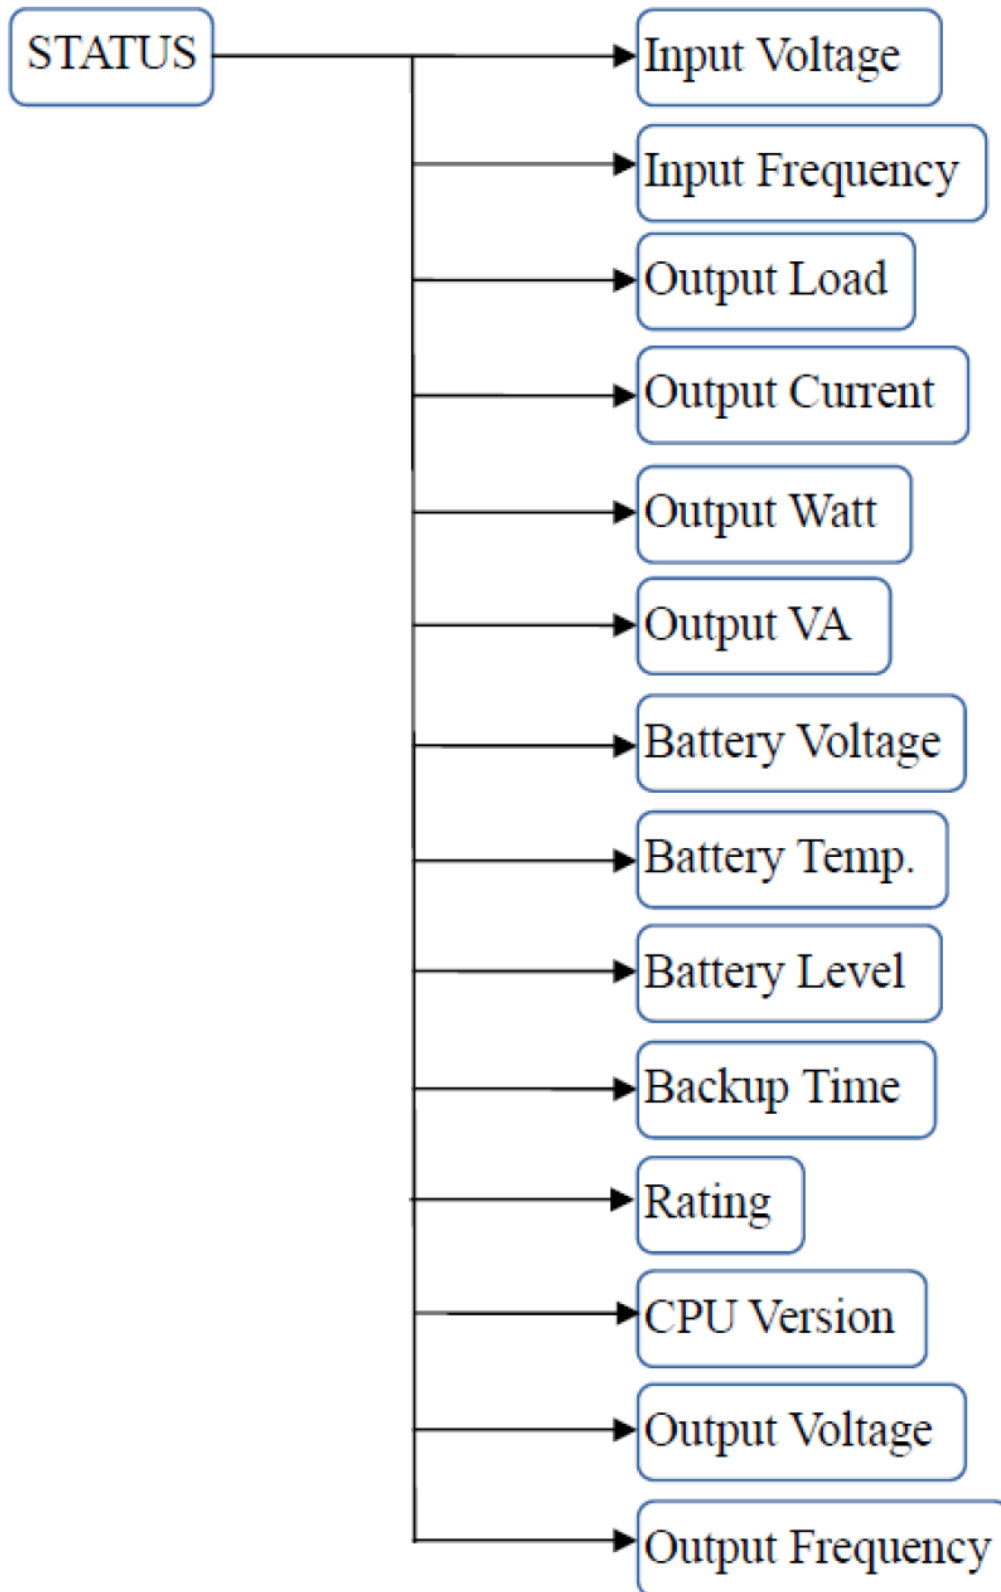 STATUS
Input Voltage
Input Frequency
Output Load
Output Current
Output Watt
Output VA
Battery Voltage
Battery Temp.
Battery Level
Backup Time
Rating
CPU Version
Output Voltage
Output Frequency